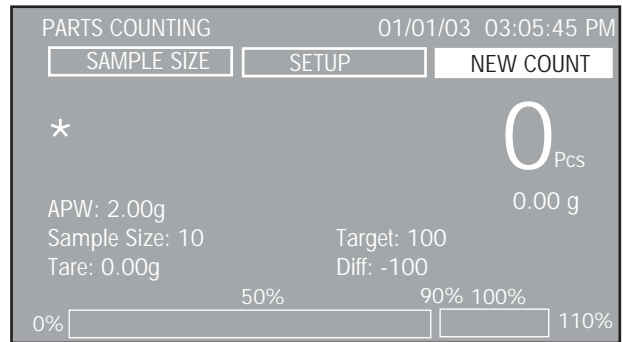 PARTS COUNTING 01/01/03 03:05:45 PM
SAMPLE SIZE SETUP NEW COUNT
* 0 Pcs
0.00 g
APW: 2.00g
Sample Size: 10 Target: 100
Tare: 0.00g Diff: -100
50% 90% 100%
0% 110%